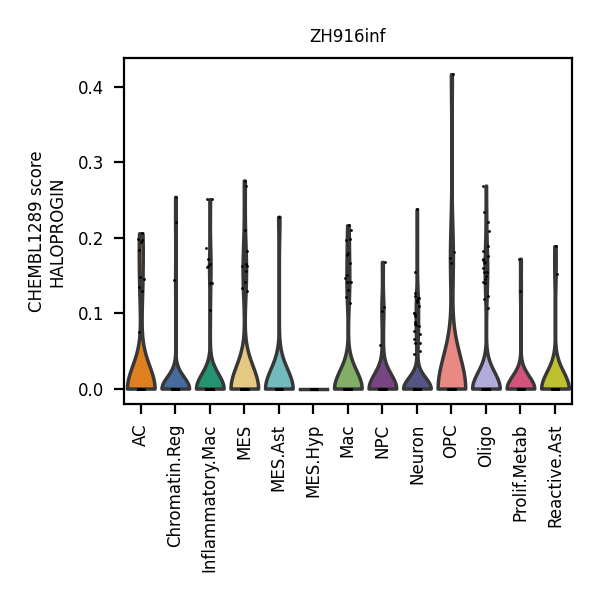 ZH916inf
CHEMBL1289 score
HALOPROGIN
0.4
0.3
0.2
0.1
0.0
AC
Chromatin.Reg
Inflammatory.Mac
MES
MES.Ast
MES.Hyp
Mac
NPC
Neuron
OPC
Oligo
Prolif.Metab
Reactive.Ast